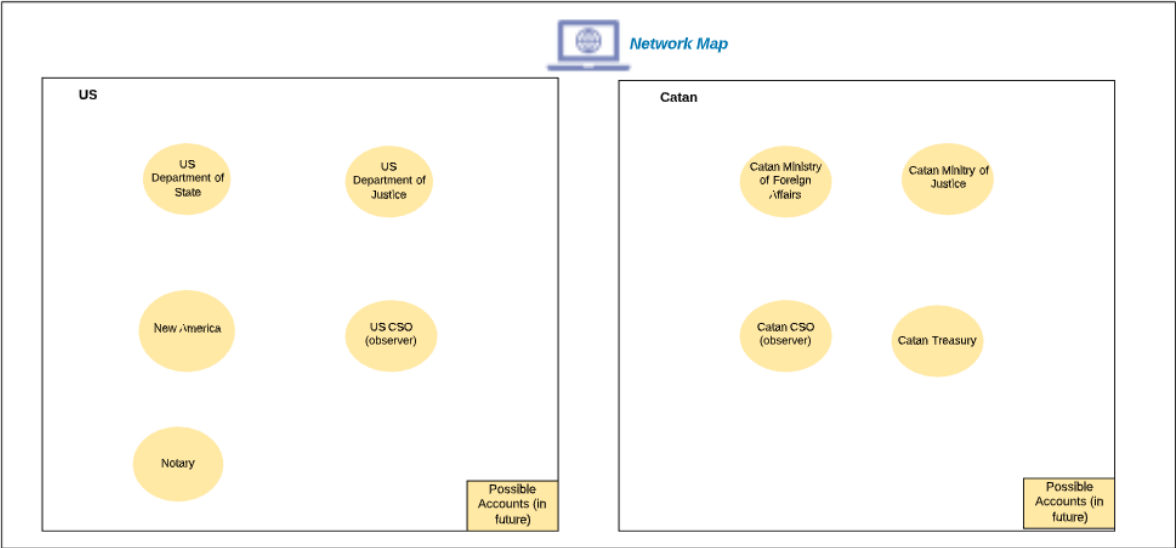 Network Map
US
US
Department of
State
US
Department of
Justice
New America
US CSO
(observer)
Notary
Possible
Accounts (in
future)
Catan
Catan Ministry
of Foreign
Affairs
Catan Minitry of
Justice
Catan CSO
(observer)
Catan Treasury
Possible
Accounts (in
future)